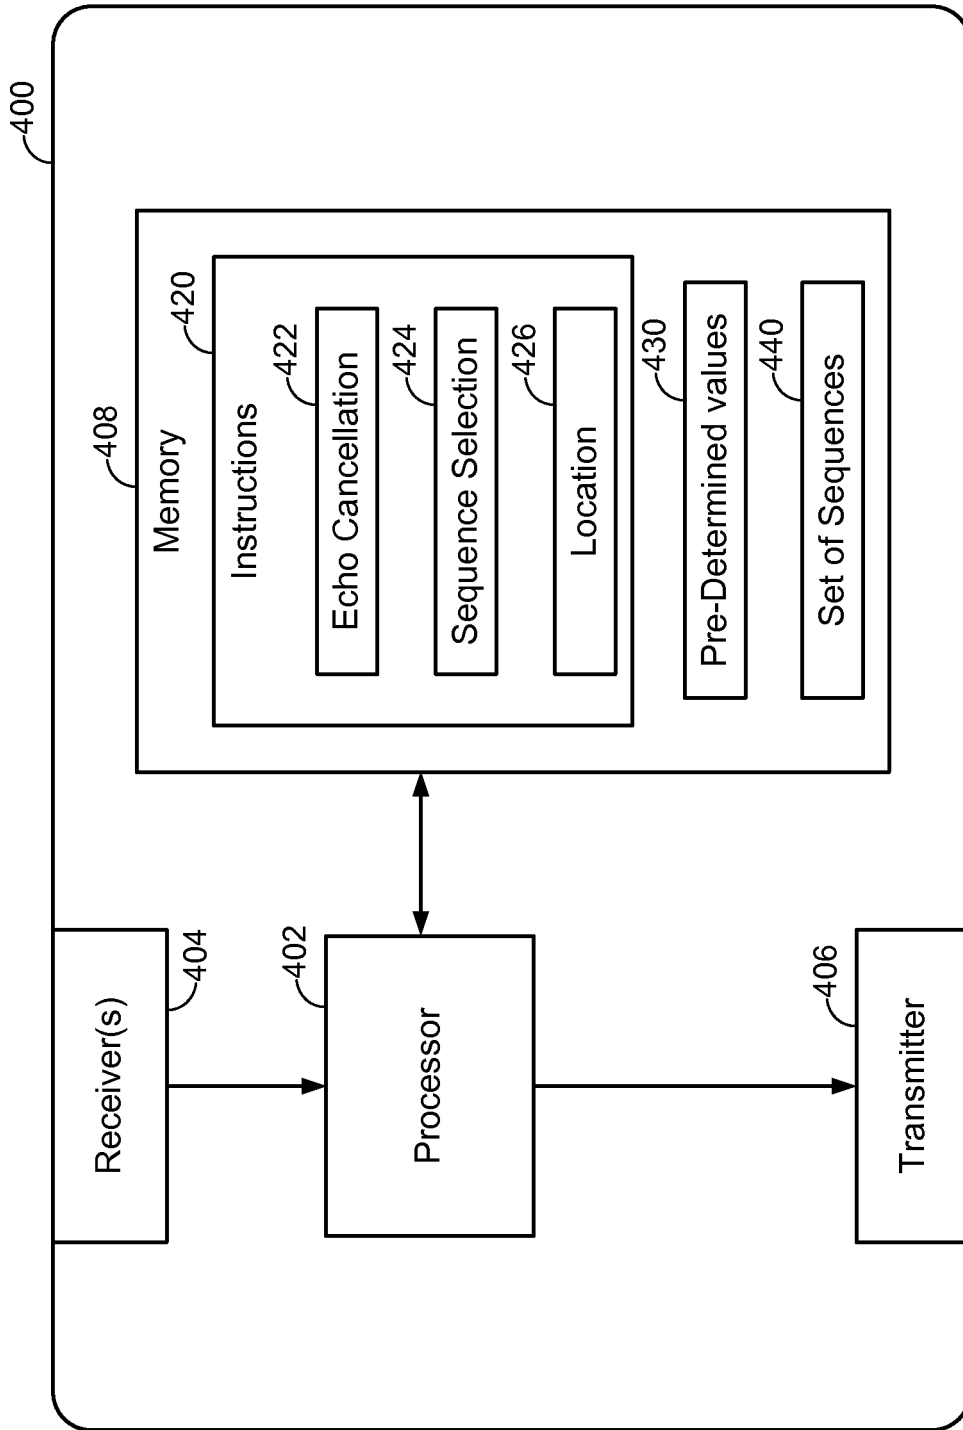 400
408
Memory
420
Instructions
422
Echo Cancellation
424
Sequence Selection
426
Location
430
Pre-Determined values
440
Set of Sequences
Receiver(s)
404
402
Processor
406
Transmitter